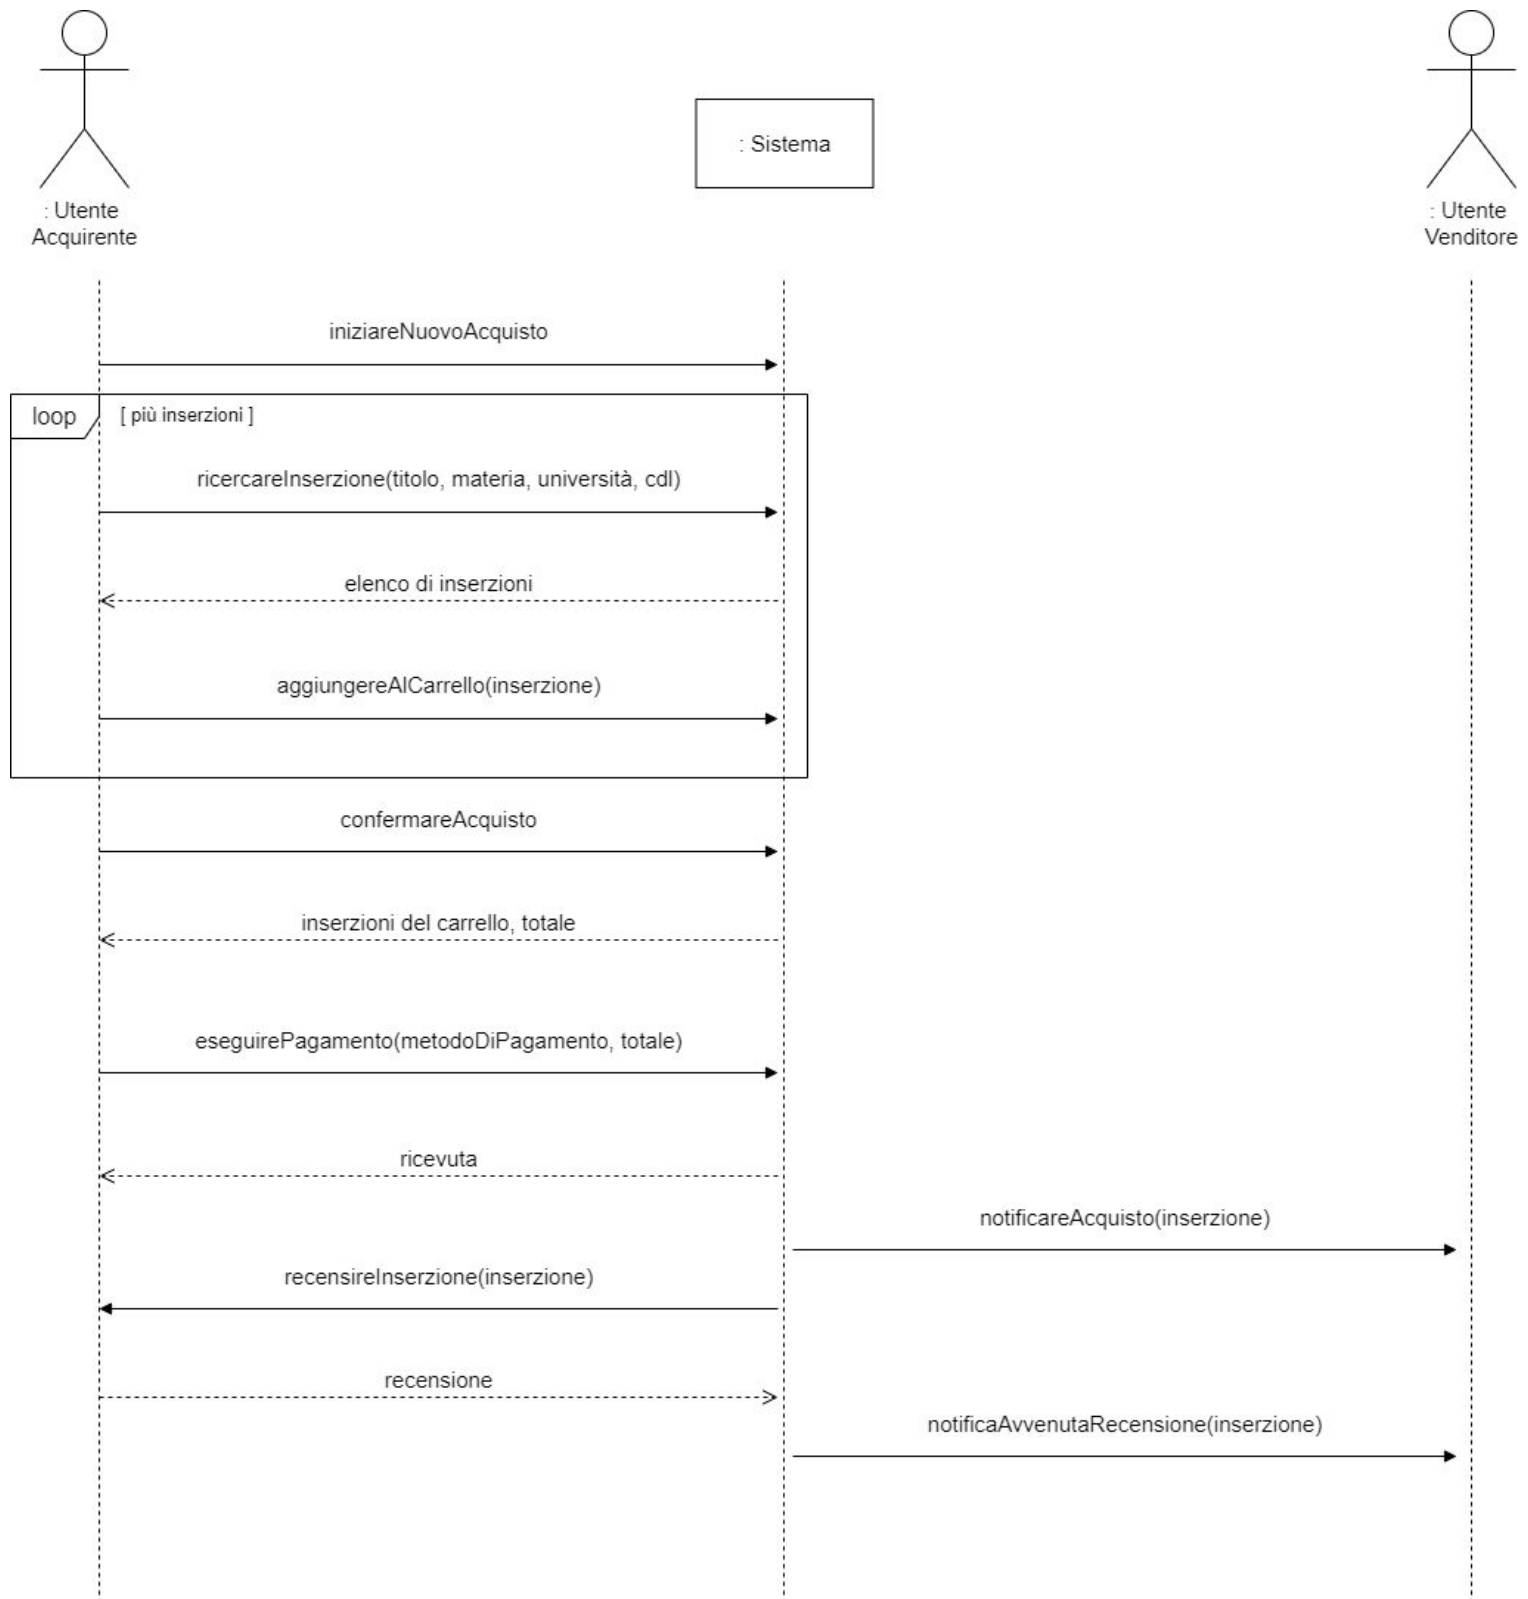 : Sistema
: Utente
Acquirente
: Utente
Venditore
iniziareNuovoAcquisto
loop
[ più inserzioni ]
ricercareInserzione(titolo, materia, università, cdl)
elenco di inserzioni
aggiungereAlCarrello(inserzione)
confermareAcquisto
inserzioni del carrello, totale
eseguirePagamento(metodoDiPagamento, totale)
ricevuta
notificareAcquisto(inserzione)
recensireInserzione(inserzione)
recensione
notificaAvvenutaRecensione(inserzione)